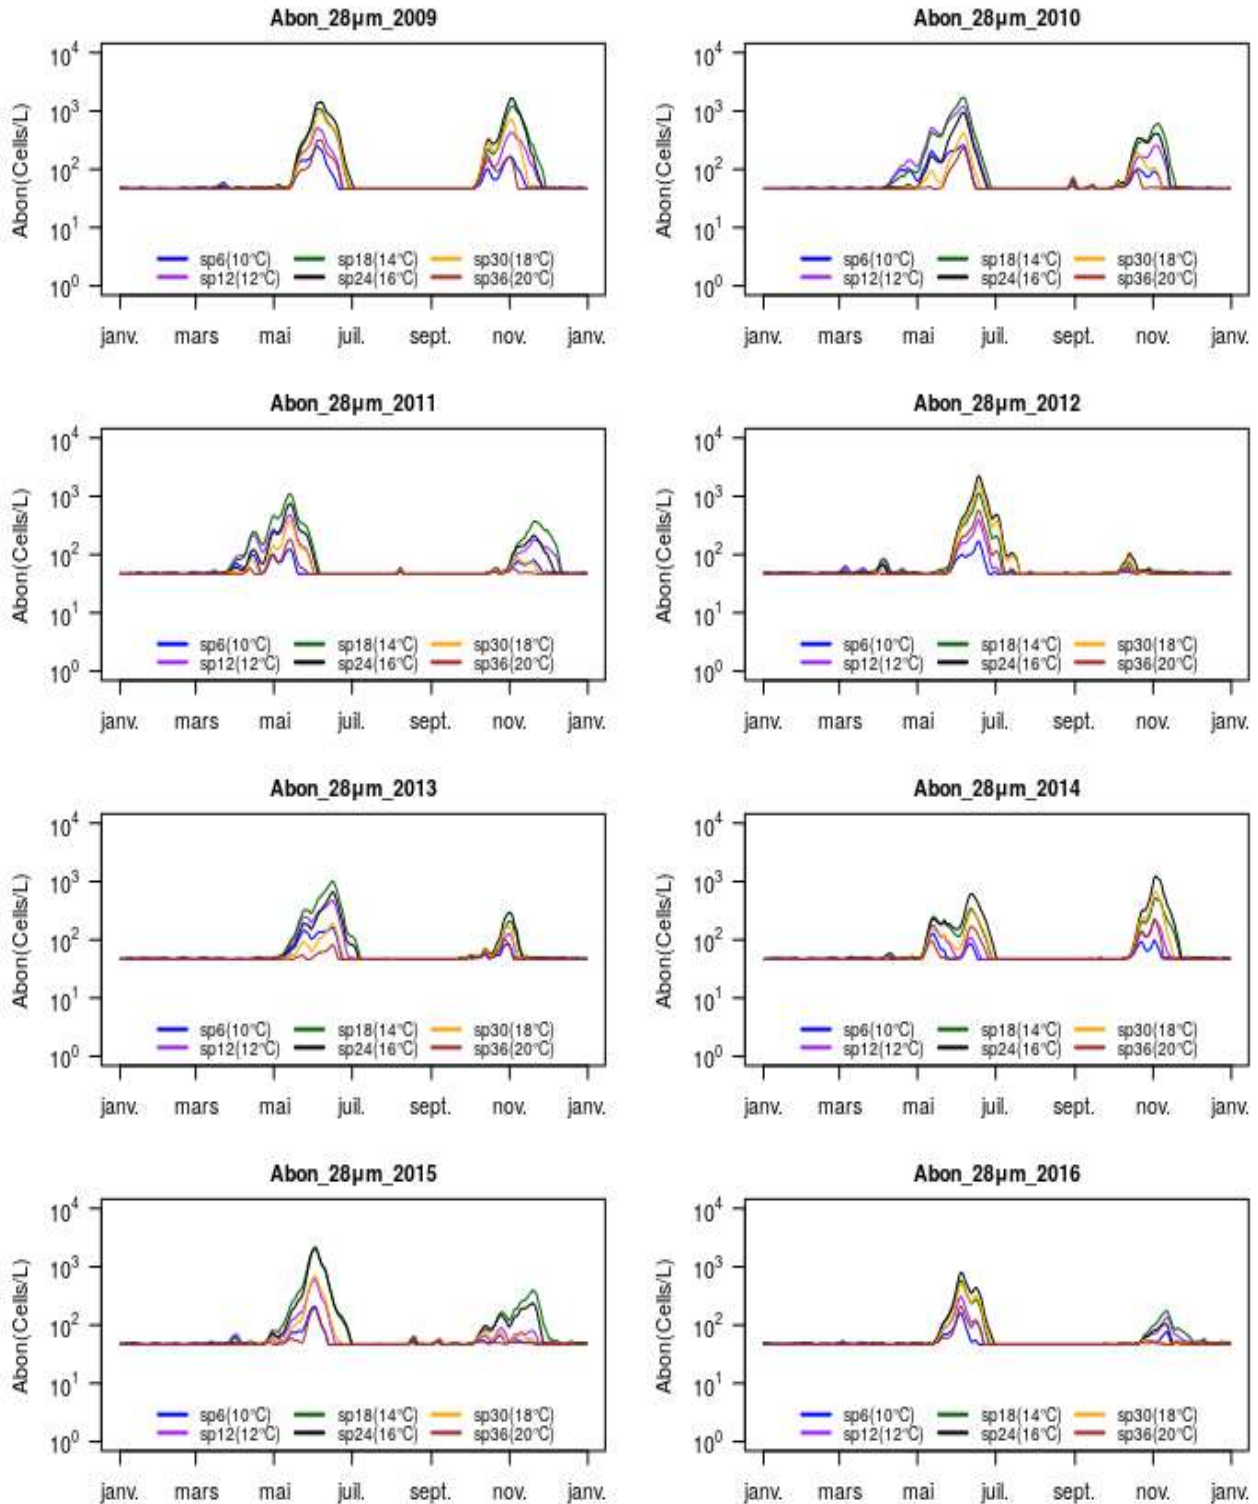 Abon_28µm_2009
Abon(Cells/L)
10⁴
10³
10²
10¹
10⁰
sp6(10°C) sp18(14°C) sp30(18°C)
sp12(12°C) sp24(16°C) sp36(20°C)
janv. mars mai juil. sept. nov. janv.
Abon_28µm_2010
Abon(Cells/L)
10⁴
10³
10²
10¹
10⁰
sp6(10°C) sp18(14°C) sp30(18°C)
sp12(12°C) sp24(16°C) sp36(20°C)
janv. mars mai juil. sept. nov. janv.
Abon_28µm_2011
Abon(Cells/L)
10⁴
10³
10²
10¹
10⁰
sp6(10°C) sp18(14°C) sp30(18°C)
sp12(12°C) sp24(16°C) sp36(20°C)
janv. mars mai juil. sept. nov. janv.
Abon_28µm_2012
Abon(Cells/L)
10⁴
10³
10²
10¹
10⁰
sp6(10°C) sp18(14°C) sp30(18°C)
sp12(12°C) sp24(16°C) sp36(20°C)
janv. mars mai juil. sept. nov. janv.
Abon_28µm_2013
Abon(Cells/L)
10⁴
10³
10²
10¹
10⁰
sp6(10°C) sp18(14°C) sp30(18°C)
sp12(12°C) sp24(16°C) sp36(20°C)
janv. mars mai juil. sept. nov. janv.
Abon_28µm_2014
Abon(Cells/L)
10⁴
10³
10²
10¹
10⁰
sp6(10°C) sp18(14°C) sp30(18°C)
sp12(12°C) sp24(16°C) sp36(20°C)
janv. mars mai juil. sept. nov. janv.
Abon_28µm_2015
Abon(Cells/L)
10⁴
10³
10²
10¹
10⁰
sp6(10°C) sp18(14°C) sp30(18°C)
sp12(12°C) sp24(16°C) sp36(20°C)
janv. mars mai juil. sept. nov. janv.
Abon_28µm_2016
Abon(Cells/L)
10⁴
10³
10²
10¹
10⁰
sp6(10°C) sp18(14°C) sp30(18°C)
sp12(12°C) sp24(16°C) sp36(20°C)
janv. mars mai juil. sept. nov. janv.